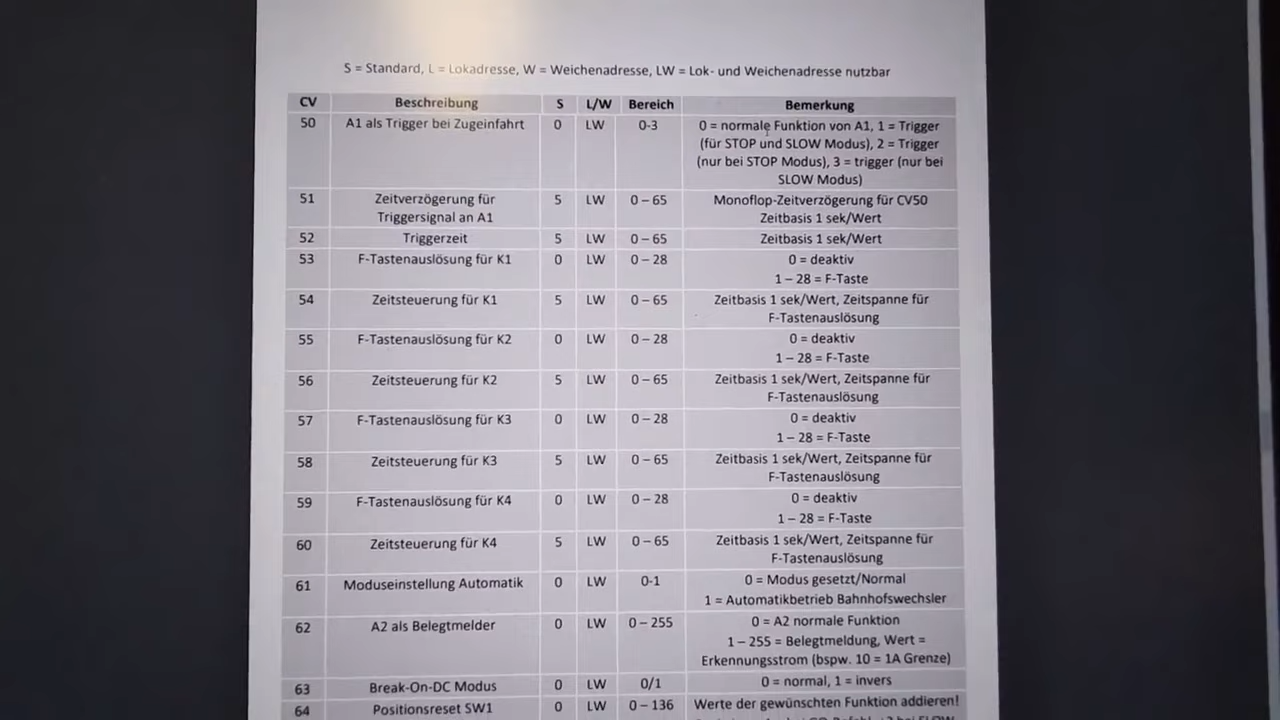 S = Standard, L = Lokadresse, W = Weichenadresse, LW = Lok- und Weichenadresse nutzbar
CV Beschreibung S L/W Bereich Bemerkung
50 A1 als Trigger bei Zugeinfahrt 0 LW 0-3 0 = normale Funktion von A1, 1 = Trigger
(für STOP und SLOW Modus), 2 = Trigger
(nur bei STOP Modus), 3 = trigger (nur bei
SLOW Modus)
51 Zeitverzögerung für 5 LW 0 – 65 Monoflop-Zeitverzögerung für CV50
Triggersignal an A1 Zeitbasis 1 sek/Wert
52 Triggerzeit 5 LW 0 – 65 Zeitbasis 1 sek/Wert
53 F-Tastenauslösung für K1 0 LW 0 – 28 0 = deaktiv
1 – 28 = F-Taste
54 Zeitsteuerung für K1 5 LW 0 – 65 Zeitbasis 1 sek/Wert, Zeitspanne für
F-Tastenauslösung
55 F-Tastenauslösung für K2 0 LW 0 – 28 0 = deaktiv
1 – 28 = F-Taste
56 Zeitsteuerung für K2 5 LW 0 – 65 Zeitbasis 1 sek/Wert, Zeitspanne für
F-Tastenauslösung
57 F-Tastenauslösung für K3 0 LW 0 – 28 0 = deaktiv
1 – 28 = F-Taste
58 Zeitsteuerung für K3 5 LW 0 – 65 Zeitbasis 1 sek/Wert, Zeitspanne für
F-Tastenauslösung
59 F-Tastenauslösung für K4 0 LW 0 – 28 0 = deaktiv
1 – 28 = F-Taste
60 Zeitsteuerung für K4 5 LW 0 – 65 Zeitbasis 1 sek/Wert, Zeitspanne für
F-Tastenauslösung
61 Moduseinstellung Automatik 0 LW 0-1 0 = Modus gesetzt/Normal
1 = Automatikbetrieb Bahnhofswechsler
62 A2 als Belegtmelder 0 LW 0 – 255 0 = A2 normale Funktion
1 – 255 = Belegtmeldung, Wert =
Erkennungsstrom (bspw. 10 = 1A Grenze)
63 Break-On-DC Modus 0 LW 0/1 0 = normal, 1 = invers
64 Positionsreset SW1 0 LW 0 – 136 Werte der gewünschten Funktion addieren!